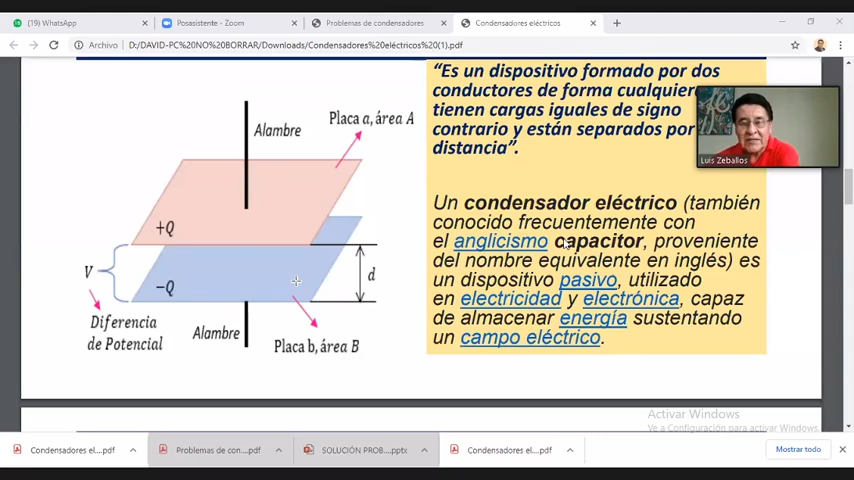 (19) WhatsApp
Posasistente - Zoom
Problemas de condensadores
Condensadores eléctricos
Archivo
D:/DAVID-PC%20NO%20BORRAR/Downloads/Condensadores%20eléctricos%20(1).pdf
Alambre
Placa a, área A
+Q
V
−Q
d
Diferencia
de Potencial
Alambre
Placa b, área B
“Es un dispositivo formado por dos
conductores de forma cualquier
tienen cargas iguales de signo
contrario y están separados por
distancia”.
Un condensador eléctrico (también
conocido frecuentemente con
el anglicismo capacitor, proveniente
del nombre equivalente en inglés) es
un dispositivo pasivo, utilizado
en electricidad y electrónica, capaz
de almacenar energía sustentando
un campo eléctrico.
Luis Zeballos
Activar Windows
Ve a Configuración para activar Windows.
Condensadores el....pdf
Problemas de con....pdf
SOLUCIÓN PROB....pptx
Condensadores el....pdf
Mostrar todo